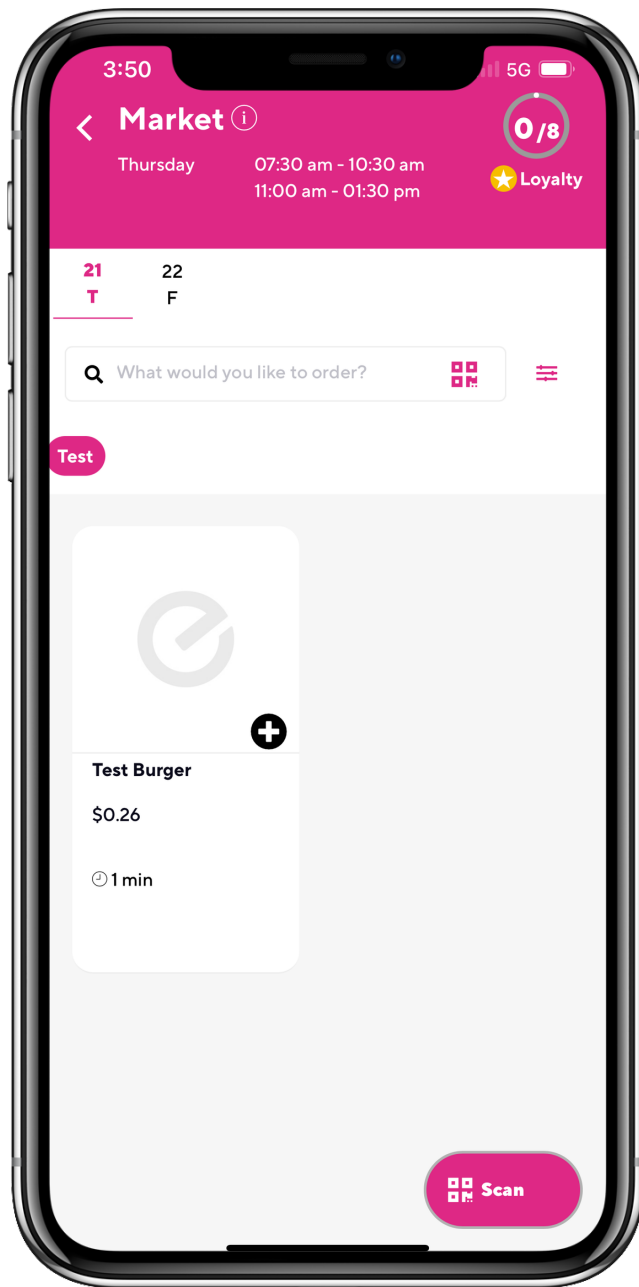 3:50
5G
Market
0/8
Thursday
07:30 am - 10:30 am
11:00 am - 01:30 pm
Loyalty
21
T
22
F
What would you like to order?
Test
Test Burger
$0.26
1 min
Scan